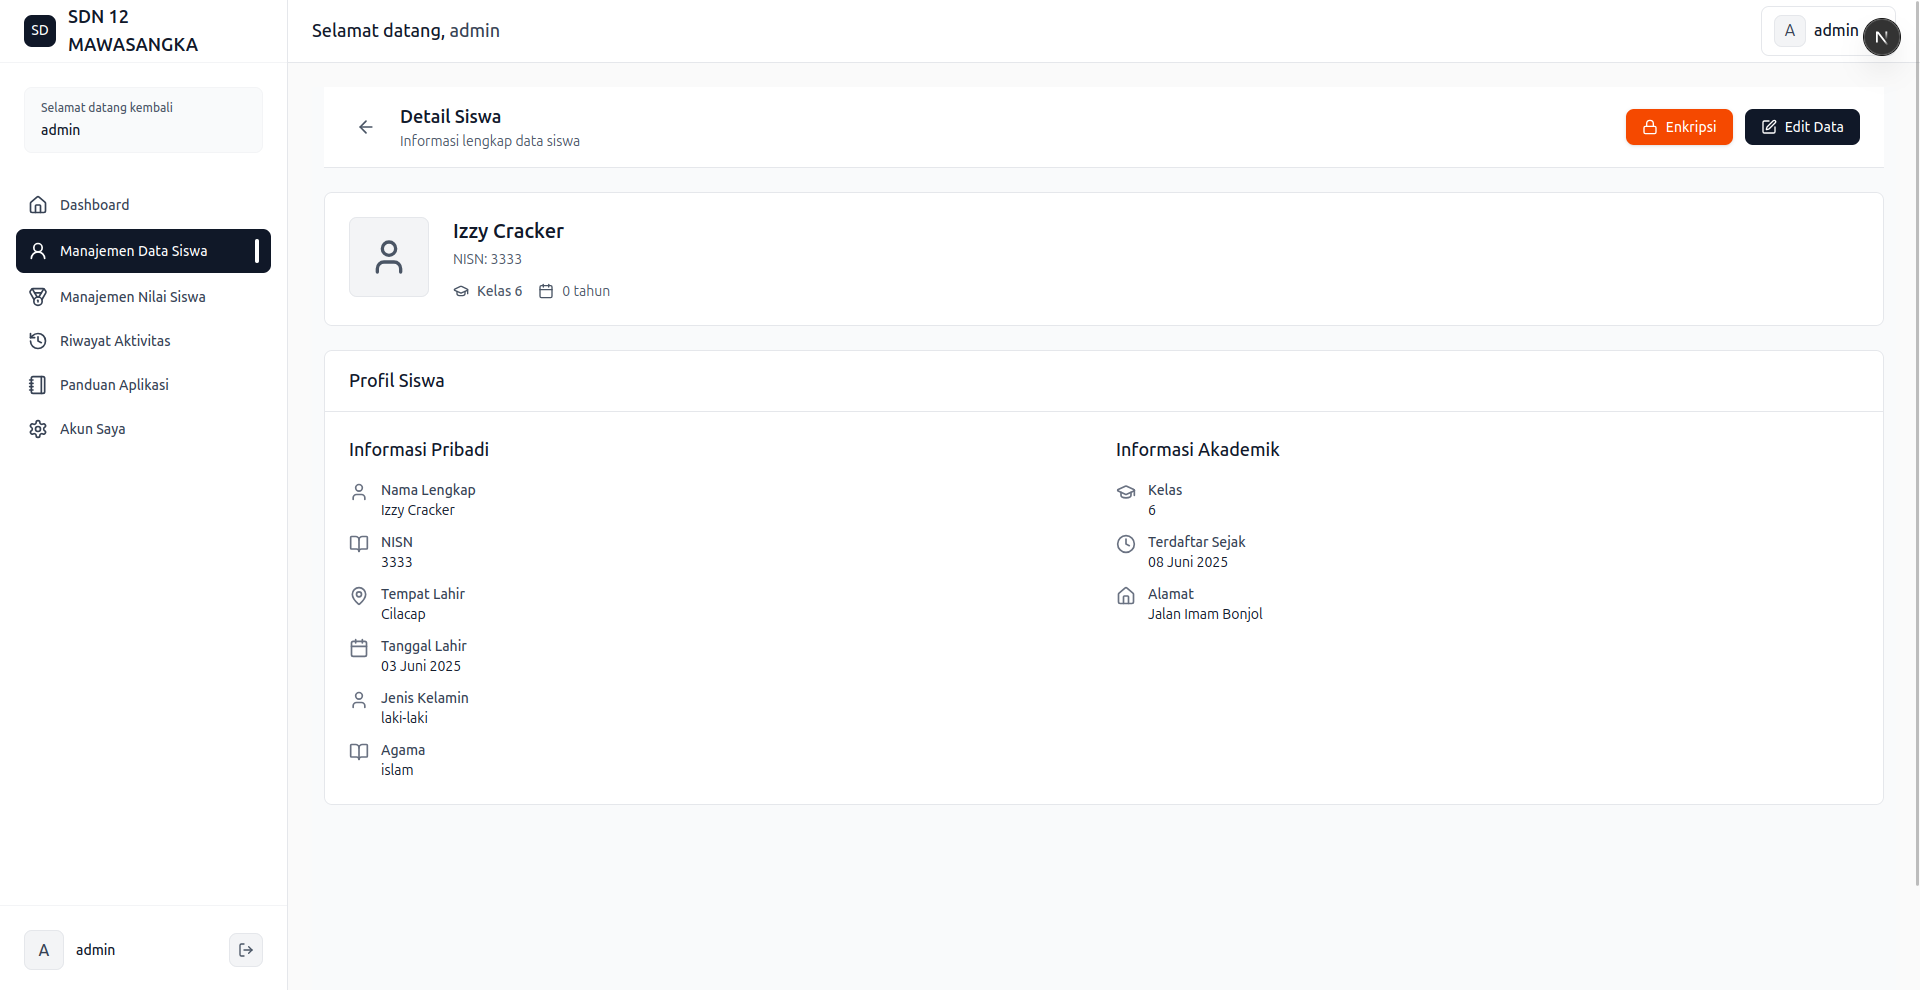 SD
SDN 12
MAWASANGKA
Selamat datang kembali
admin
Dashboard
Manajemen Data Siswa
Manajemen Nilai Siswa
Riwayat Aktivitas
Panduan Aplikasi
Akun Saya
A
admin
Selamat datang, admin
A
admin
N
Detail Siswa
Informasi lengkap data siswa
Enkripsi
Edit Data
Izzy Cracker
NISN: 3333
Kelas 6
0 tahun
Profil Siswa
Informasi Pribadi
Nama Lengkap
Izzy Cracker
NISN
3333
Tempat Lahir
Cilacap
Tanggal Lahir
03 Juni 2025
Jenis Kelamin
laki-laki
Agama
islam
Informasi Akademik
Kelas
6
Terdaftar Sejak
08 Juni 2025
Alamat
Jalan Imam Bonjol